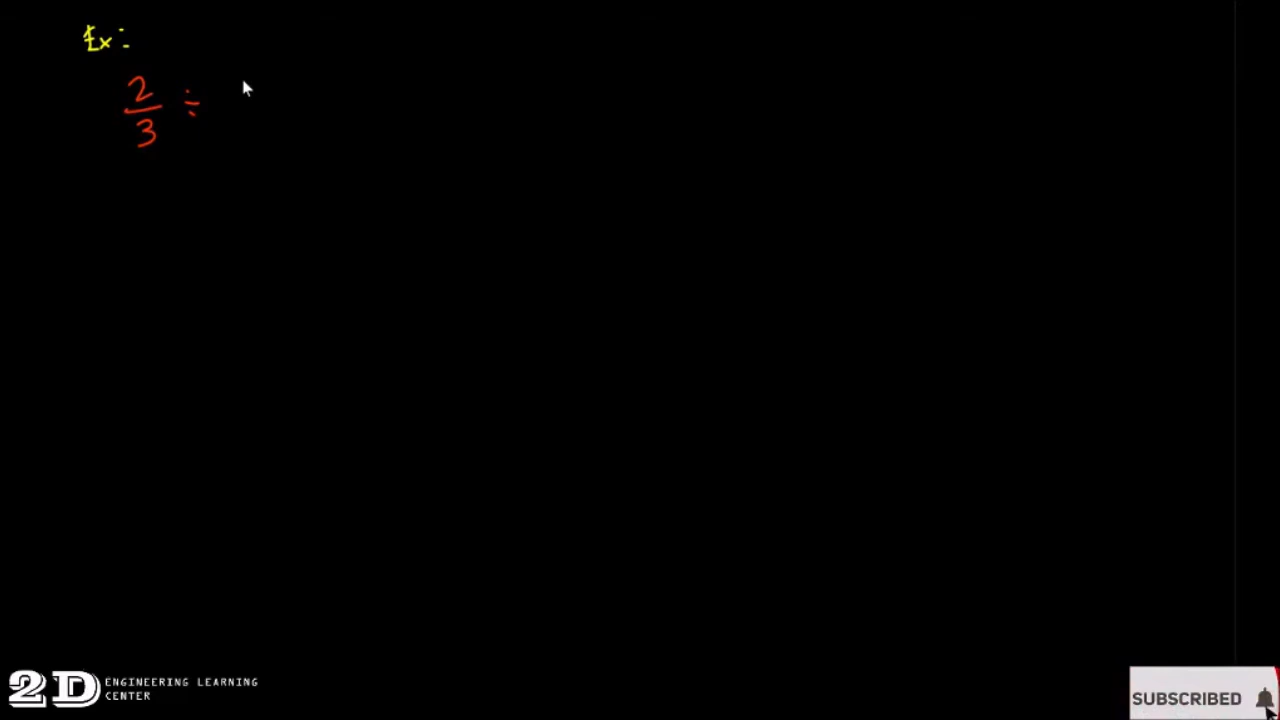 Ex:
2/3 ÷
2D ENGINEERING LEARNING
CENTER
SUBSCRIBED